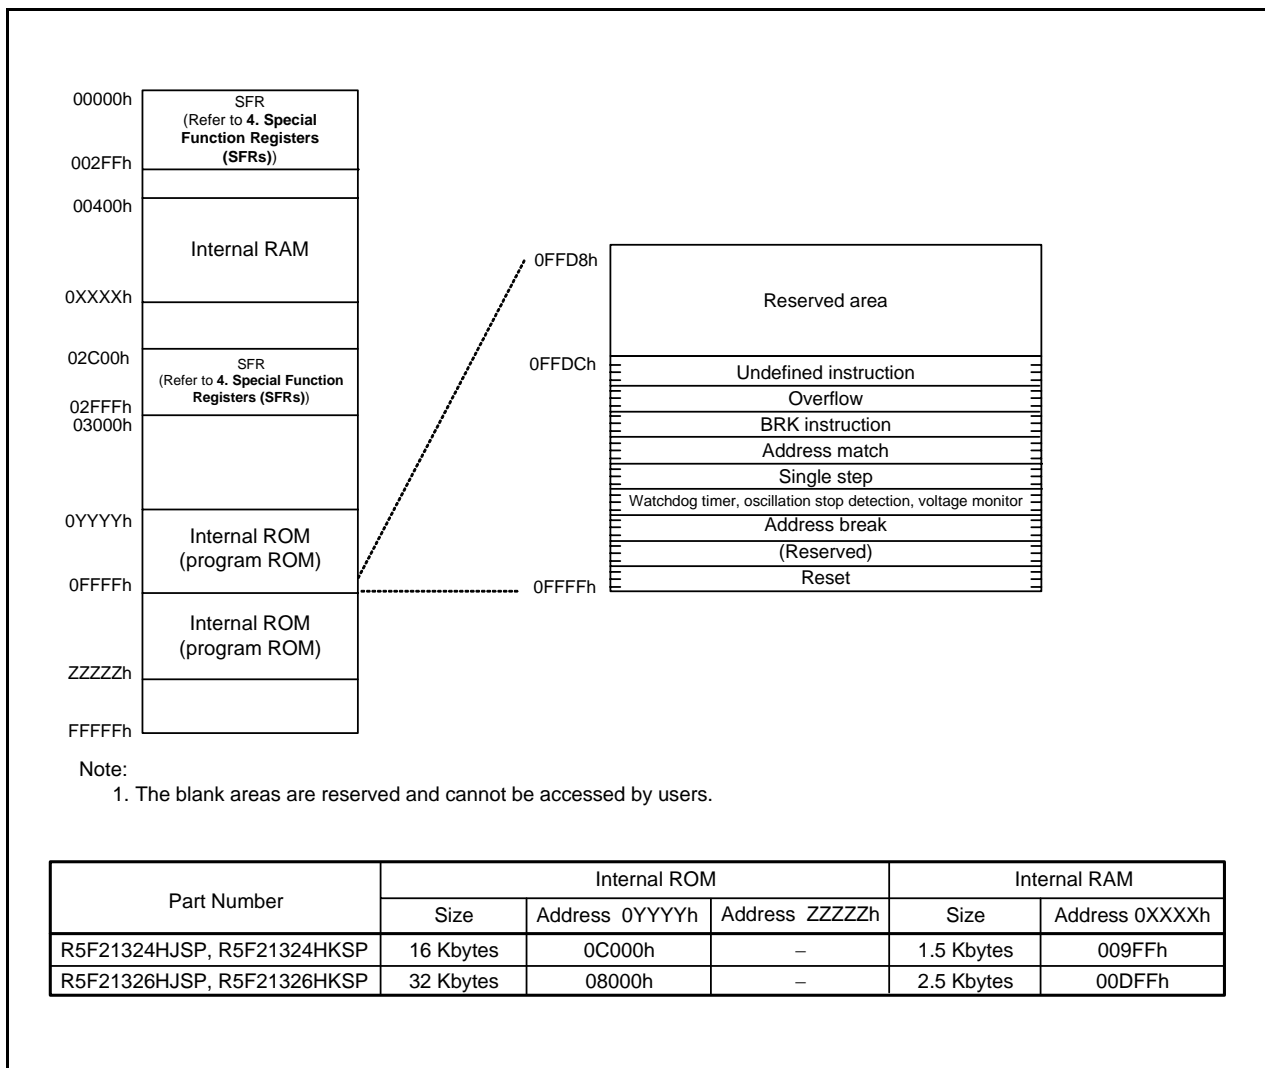 00000h
SFR
(Refer to 4. Special
Function Registers
(SFRs))
002FFh
00400h
Internal RAM
0XXXXh
02C00h
SFR
(Refer to 4. Special Function
Registers (SFRs))
02FFFh
03000h
0YYYYh
Internal ROM
(program ROM)
0FFFFh
Internal ROM
(program ROM)
ZZZZZh
FFFFFh
0FFD8h
Reserved area
0FFDCh
Undefined instruction
Overflow
BRK instruction
Address match
Single step
Watchdog timer, oscillation stop detection, voltage monitor
Address break
(Reserved)
0FFFFh
Reset
Note:
1. The blank areas are reserved and cannot be accessed by users.
Part Number Internal ROM Internal RAM
Size Address 0YYYYh Address ZZZZZh Size Address 0XXXXh
R5F21324HJSP, R5F21324HKSP 16 Kbytes 0C000h – 1.5 Kbytes 009FFh
R5F21326HJSP, R5F21326HKSP 32 Kbytes 08000h – 2.5 Kbytes 00DFFh